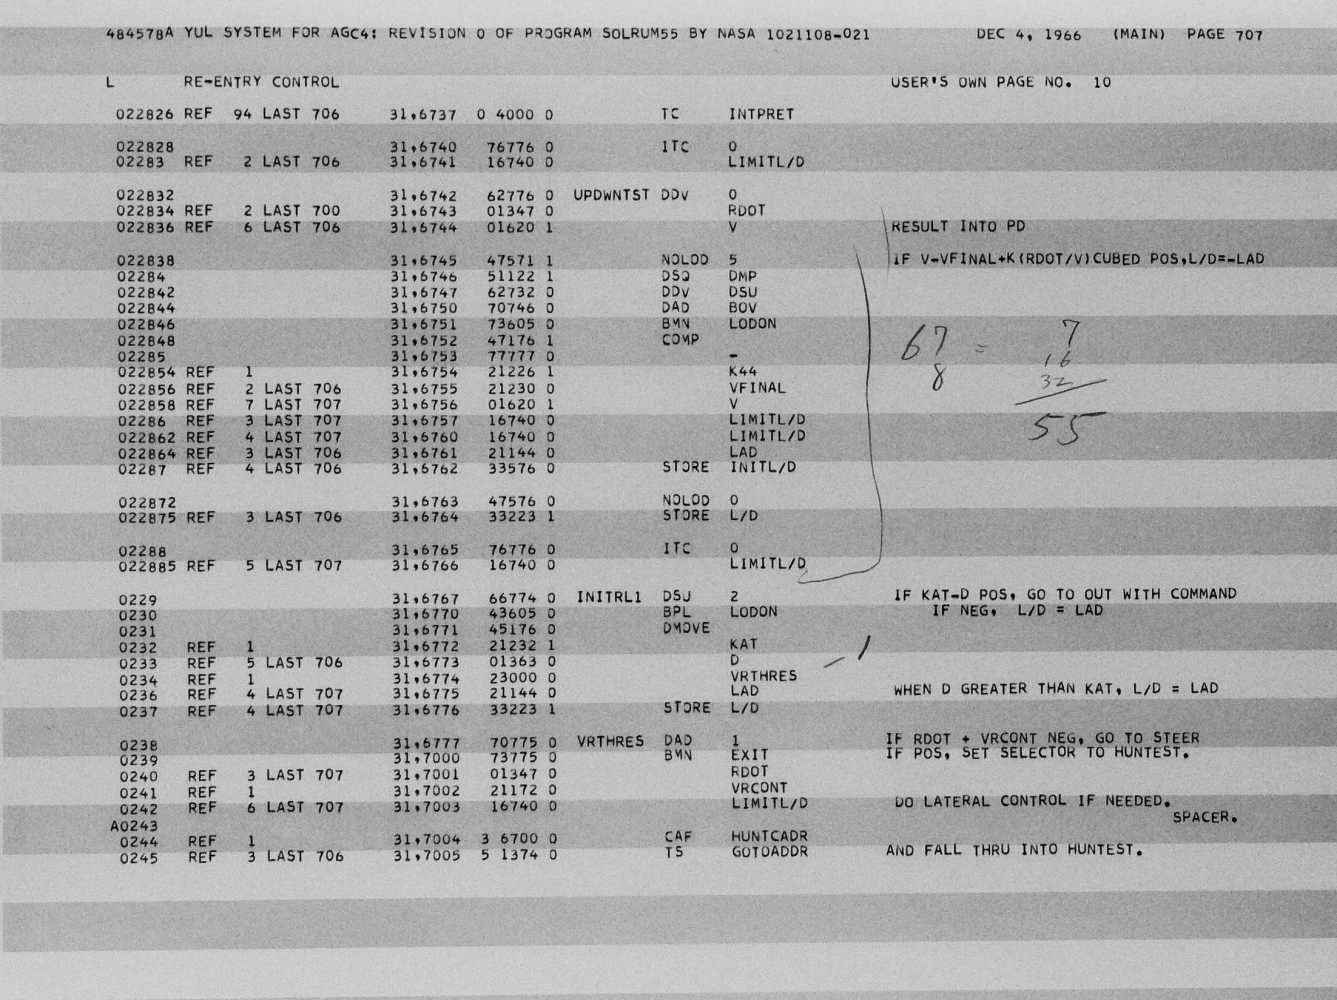 484578A YUL SYSTEM FOR AGC4: REVISION 0 OF PROGRAM SOLRUM55 BY NASA 1021108-021 DEC 4, 1966 (MAIN) PAGE 707
L RE-ENTRY CONTROL USER'S OWN PAGE NO. 10
022826 REF 94 LAST 706 31,6737 0 4000 0 TC INTPRET
022828 31,6740 76776 0 ITC 0
02283 REF 2 LAST 706 31,6741 16740 0 LIMITL/D
022832 31,6742 62776 0 UPDWNTST DDV 0
022834 REF 2 LAST 700 31,6743 01347 0 RDOT
022836 REF 6 LAST 706 31,6744 01620 1 V RESULT INTO PD
022838 31,6745 47571 1 NOLOD 5 IF V-VFINAL+K(RDOT/V)CUBED POS,L/D=-LAD
02284 31,6746 51122 1 DSQ DMP
022842 31,6747 62732 0 DDV DSU
022844 31,6750 70746 0 DAD BOV
022846 31,6751 73605 0 BMN LODON
022848 31,6752 47176 1 COMP
02285 31,6753 77777 0 -
022854 REF 1 31,6754 21226 1 K44
022856 REF 2 LAST 706 31,6755 21230 0 VFINAL
022858 REF 7 LAST 707 31,6756 01620 1 V
02286 REF 3 LAST 707 31,6757 16740 0 LIMITL/D
022862 REF 4 LAST 707 31,6760 16740 0 LIMITL/D
022864 REF 3 LAST 706 31,6761 21144 0 LAD
02287 REF 4 LAST 706 31,6762 33576 0 STORE INITL/D
022872 31,6763 47576 0 NOLOD 0
022875 REF 3 LAST 706 31,6764 33223 1 STORE L/D
02288 31,6765 76776 0 ITC 0
022885 REF 5 LAST 707 31,6766 16740 0 LIMITL/D
67 = 7
8 16
32
55
0229 31,6767 66774 0 INITRL1 DSU 2 IF KAT-D POS, GO TO OUT WITH COMMAND
0230 31,6770 43605 0 BPL LODON IF NEG, L/D = LAD
0231 31,6771 45176 0 DMOVE
0232 REF 1 31,6772 21232 1 KAT
0233 REF 5 LAST 706 31,6773 01363 0 D -1
0234 REF 1 31,6774 23000 0 VRTHRES
0236 REF 4 LAST 707 31,6775 21144 0 LAD WHEN D GREATER THAN KAT, L/D = LAD
0237 REF 4 LAST 707 31,6776 33223 1 STORE L/D
0238 31,6777 70775 0 VRTHRES DAD 1 IF RDOT + VRCONT NEG, GO TO STEER
0239 31,7000 73775 0 BMN EXIT IF POS, SET SELECTOR TO HUNTEST.
0240 REF 3 LAST 707 31,7001 01347 0 RDOT
0241 REF 1 31,7002 21172 0 VRCONT
0242 REF 6 LAST 707 31,7003 16740 0 LIMITL/D DO LATERAL CONTROL IF NEEDED.
A0243 SPACER.
0244 REF 1 31,7004 3 6700 0 CAF HUNTCADR
0245 REF 3 LAST 706 31,7005 5 1374 0 TS GOTOADDR AND FALL THRU INTO HUNTEST.